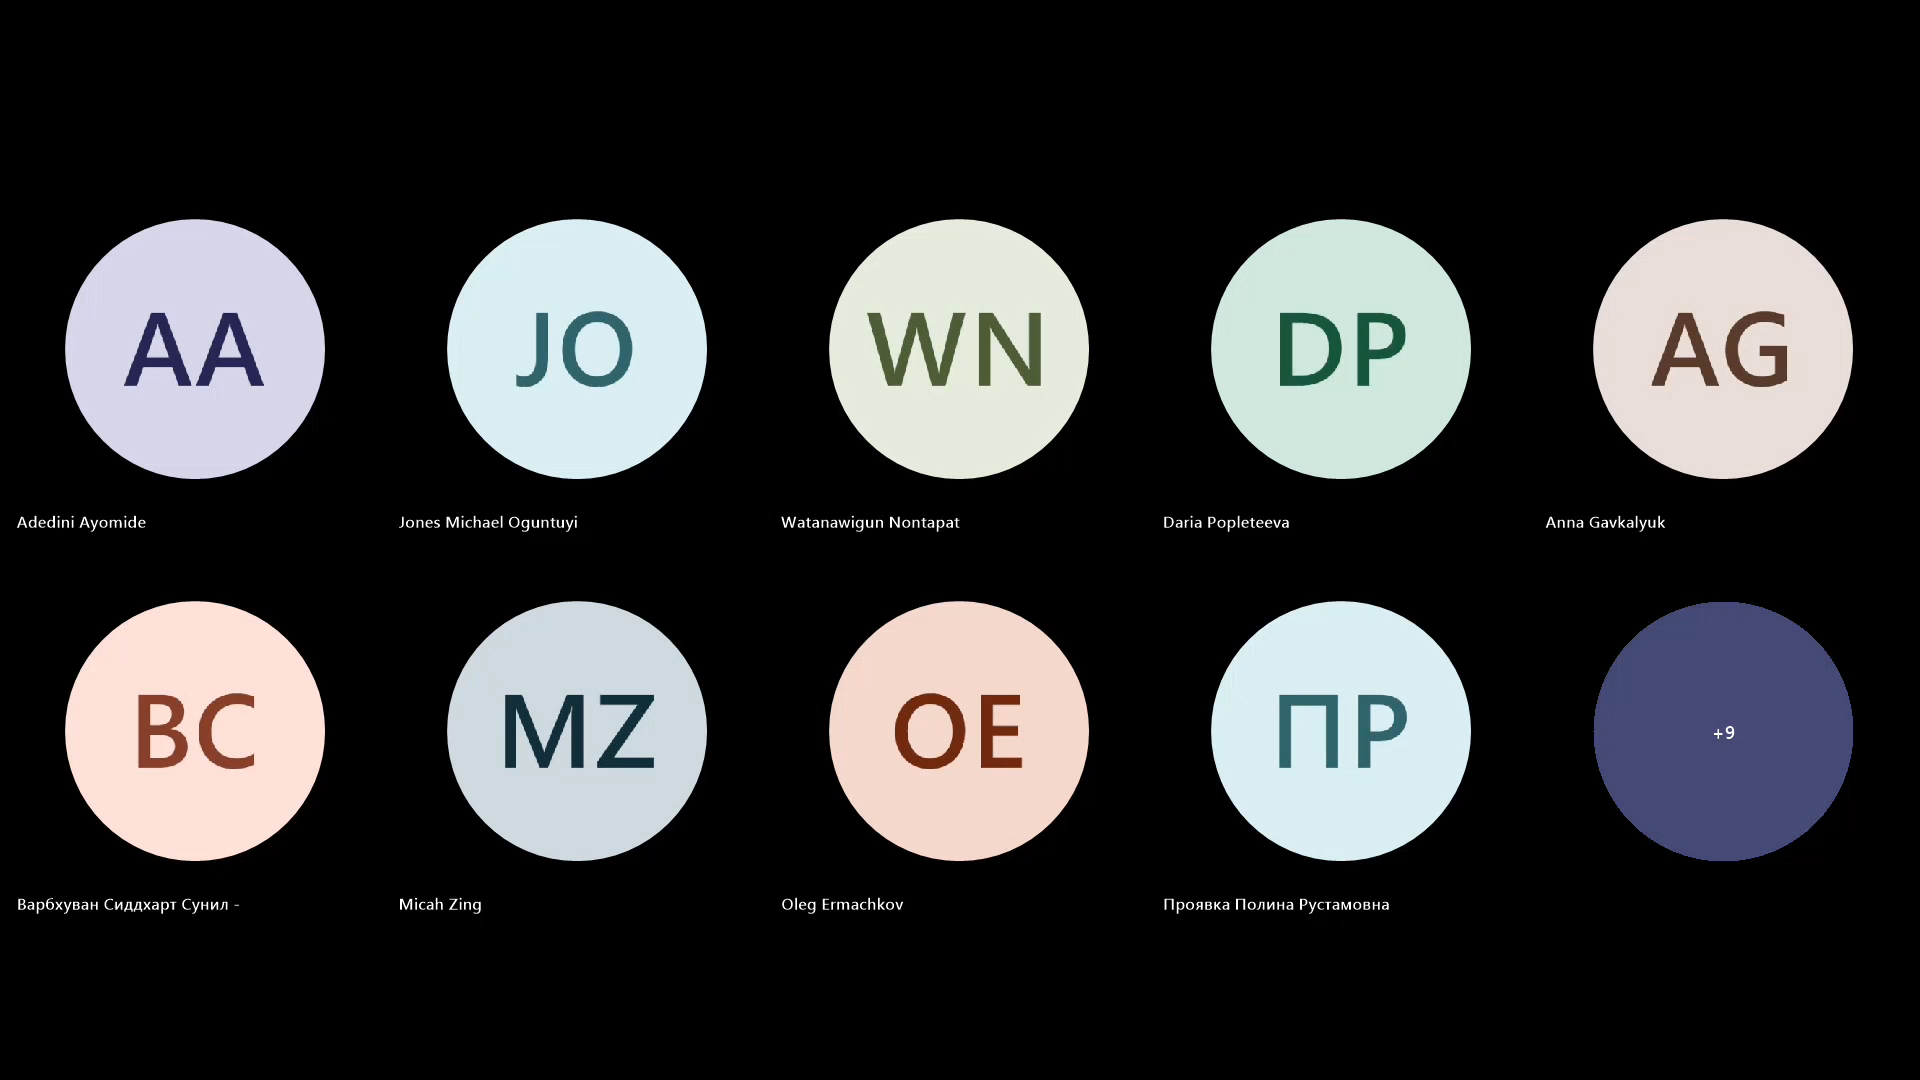 AA
JO
WN
DP
AG
Adedini Ayomide
Jones Michael Oguntuyi
Watanawigun Nontapat
Daria Popleteeva
Anna Gavkalyuk
ВС
MZ
OE
ПР
+9
Варбхуван Сиддхарт Сунил -
Micah Zing
Oleg Ermachkov
Проявка Полина Рустамовна